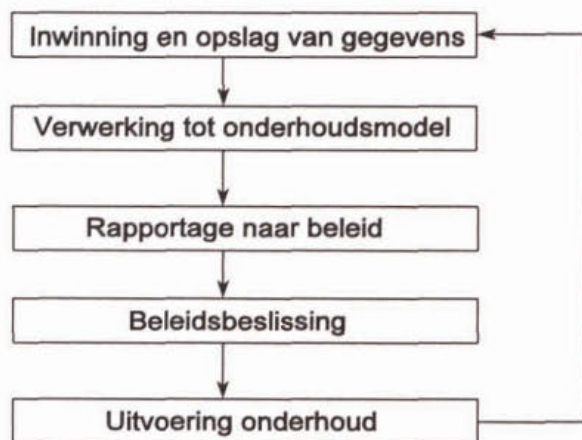 Inwinning en opslag van gegevens
Verwerking tot onderhoudsmodel
Rapportage naar beleid
Beleidsbeslissing
Uitvoering onderhoud